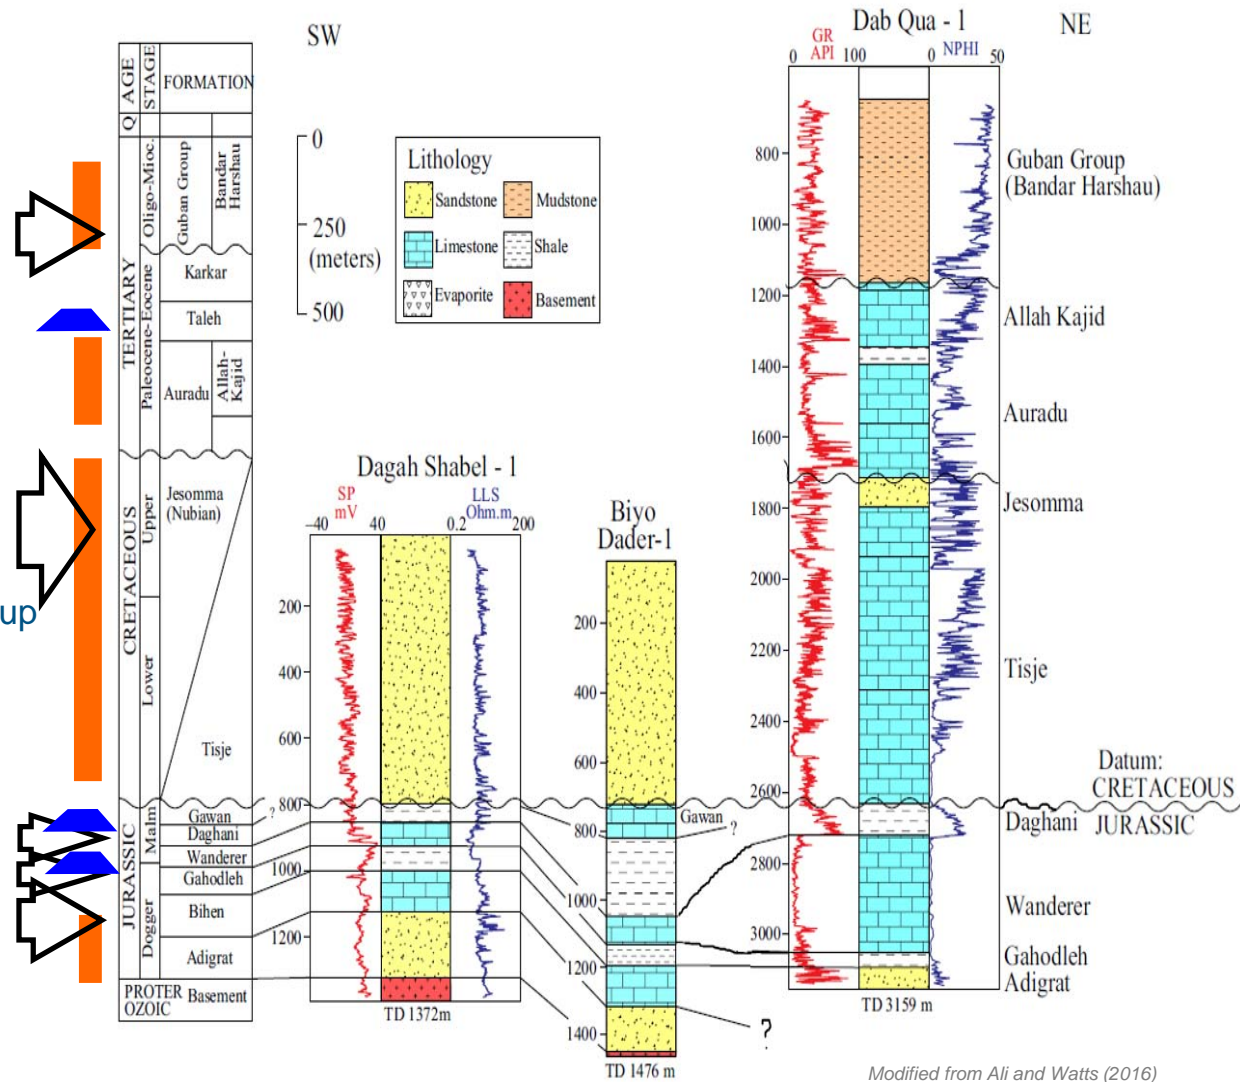 SW
Dab Qua - 1
NE
AGE
STAGE
FORMATION
Q
TERTIARY
Oligo-Mioc.
Guban Group
Bandar
Harshau
Paleocene-Eocene
Karkar
Taleh
Auradu
Allah-
Kajid
CRETACEOUS
Upper
Lower
Jesomma
(Nubian)
Tisje
up
JURASSIC
Malm
Dogger
Gawan
?
Daghani
Wanderer
Gahodleh
Bihen
Adigrat
PROTER
OZOIC
Basement
0
250
(meters)
500
Lithology
Sandstone
Mudstone
Limestone
Shale
Evaporite
Basement
Dagah Shabel - 1
SP
mV
LLS
Ohm.m
-40 40 0.2 200
200
400
600
800
1000
1200
TD 1372m
Biyo
Dader-1
200
400
600
800
1000
1200
1400
Gawan
?
?
TD 1476 m
GR
API
NPHI
0 100 0 50
800
1000
1200
1400
1600
1800
2000
2200
2400
2600
2800
3000
TD 3159 m
Guban Group
(Bandar Harshau)
Allah Kajid
Auradu
Jesomma
Tisje
Datum:
CRETACEOUS
JURASSIC
Daghani
Wanderer
Gahodleh
Adigrat
Modified from Ali and Watts (2016)